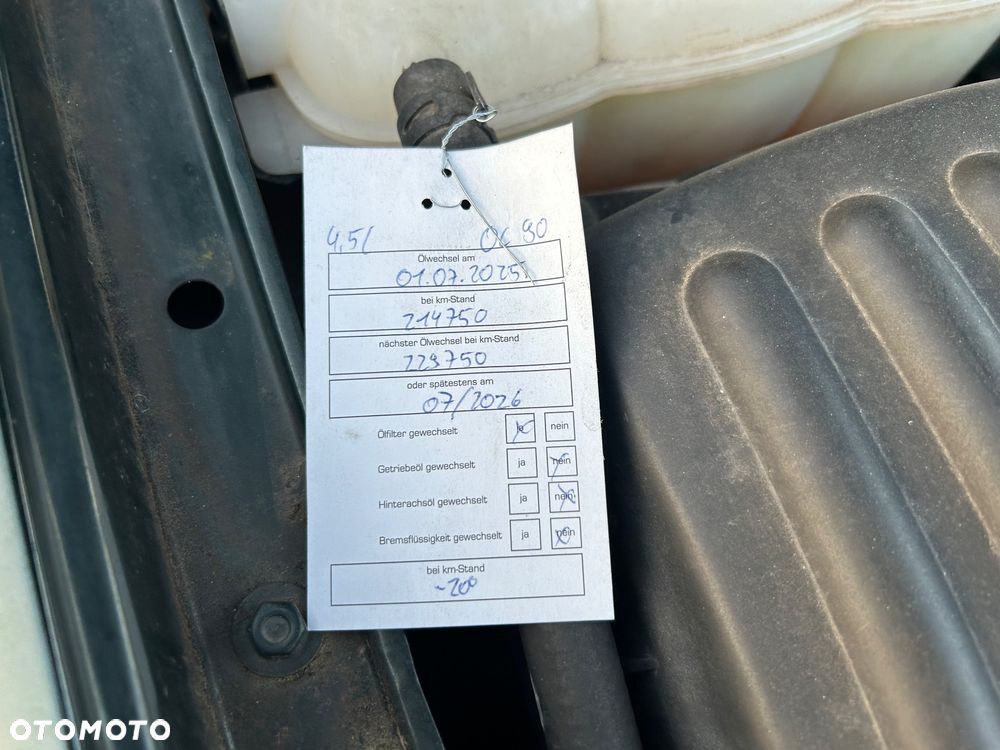 4,5l OC 90
Ölwechsel am
01.07.2025
bei km-Stand
214750
nächster Ölwechsel bei km-Stand
229750
oder spätestens am
07/2026
Ölfilter gewechselt ja nein
Getriebeöl gewechselt ja nein
Hinterachsöl gewechselt ja nein
Bremsflüssigkeit gewechselt ja nein
bei km-Stand
~200
OTOMOTO